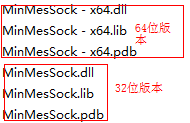 MinMesSock - x64.dll
MinMesSock - x64.lib
MinMesSock - x64.pdb
64位版
本
MinMesSock.dll
MinMesSock.lib
MinMesSock.pdb
32位版本